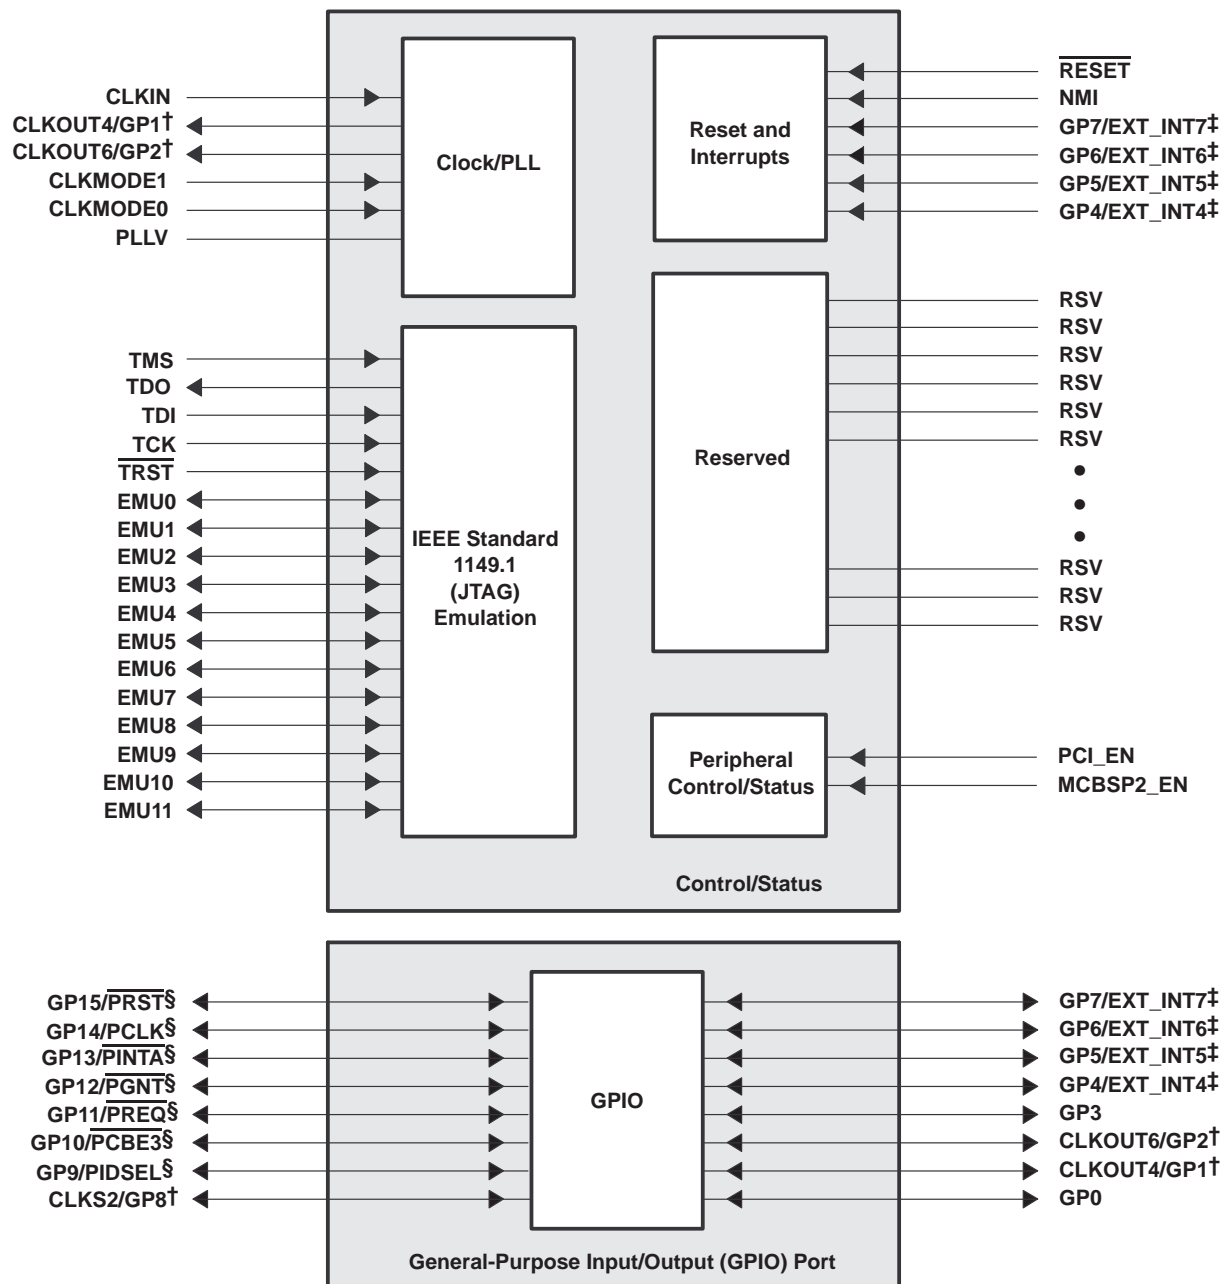 CLKIN
CLKOUT4/GP1†
CLKOUT6/GP2†
CLKMODE1
CLKMODE0
PLLV
Clock/PLL
Reset and
Interrupts
RESET
NMI
GP7/EXT_INT7‡
GP6/EXT_INT6‡
GP5/EXT_INT5‡
GP4/EXT_INT4‡
TMS
TDO
TDI
TCK
TRST
EMU0
EMU1
EMU2
EMU3
EMU4
EMU5
EMU6
EMU7
EMU8
EMU9
EMU10
EMU11
IEEE Standard
1149.1
(JTAG)
Emulation
Reserved
RSV
RSV
RSV
RSV
RSV
RSV
RSV
RSV
RSV
Peripheral
Control/Status
PCI_EN
MCBSP2_EN
Control/Status
GP15/PRST§
GP14/PCLK§
GP13/PINTA§
GP12/PGNT§
GP11/PREQ§
GP10/PCBE3§
GP9/PIDSEL§
CLKS2/GP8†
GPIO
GP7/EXT_INT7‡
GP6/EXT_INT6‡
GP5/EXT_INT5‡
GP4/EXT_INT4‡
GP3
CLKOUT6/GP2†
CLKOUT4/GP1†
GP0
General-Purpose Input/Output (GPIO) Port